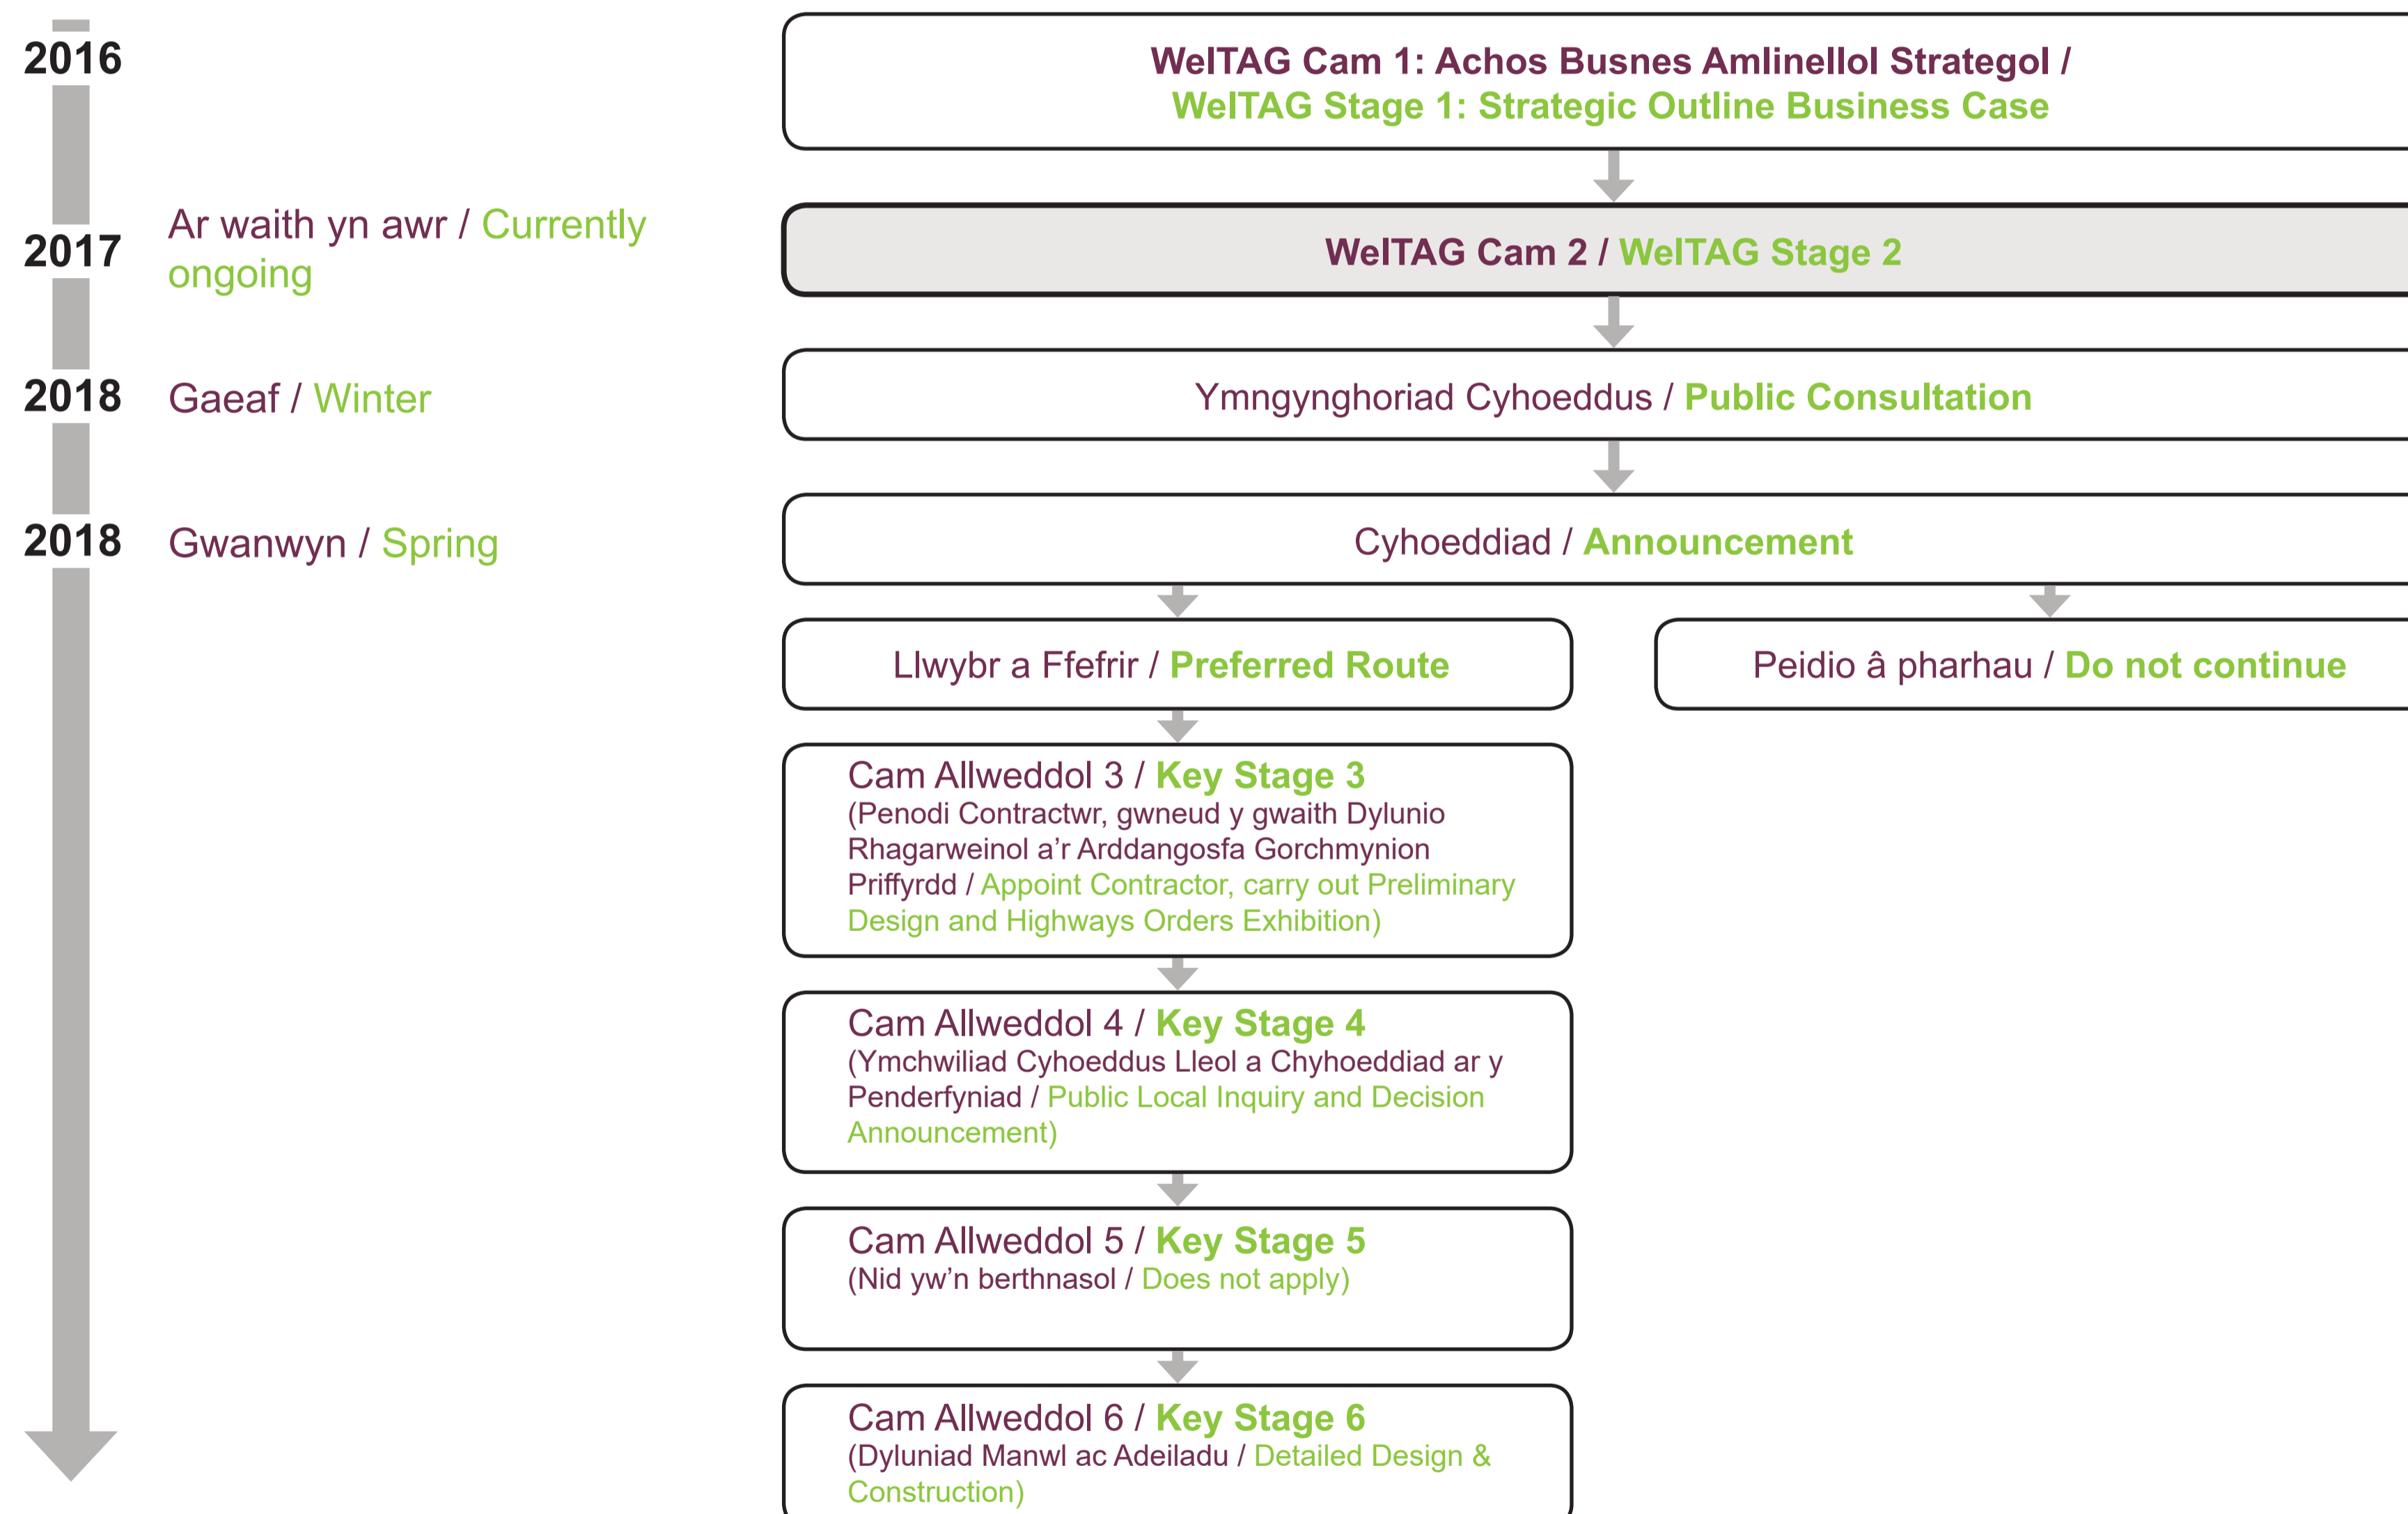 2016
WelTAG Cam 1: Achos Busnes Amlinellol Strategol /
WelTAG Stage 1: Strategic Outline Business Case
2017
Ar waith yn awr / Currently
ongoing
WelTAG Cam 2 / WelTAG Stage 2
2018
Gaeaf / Winter
Ymgynghoriad Cyhoeddus / Public Consultation
2018
Gwanwyn / Spring
Cyhoeddiad / Announcement
Llwybr a Ffefrir / Preferred Route
Peidio â pharhau / Do not continue
Cam Allweddol 3 / Key Stage 3
(Penodi Contractwr, gwneud y gwaith Dylunio
Rhagarweinol a’r Arddangosfa Gorchmynion
Priffyrdd / Appoint Contractor, carry out Preliminary
Design and Highways Orders Exhibition)
Cam Allweddol 4 / Key Stage 4
(Ymchwiliad Cyhoeddus Lleol a Chyhoeddiad ar y
Penderfyniad / Public Local Inquiry and Decision
Announcement)
Cam Allweddol 5 / Key Stage 5
(Nid yw’n berthnasol / Does not apply)
Cam Allweddol 6 / Key Stage 6
(Dyluniad Manwl ac Adeiladu / Detailed Design &
Construction)